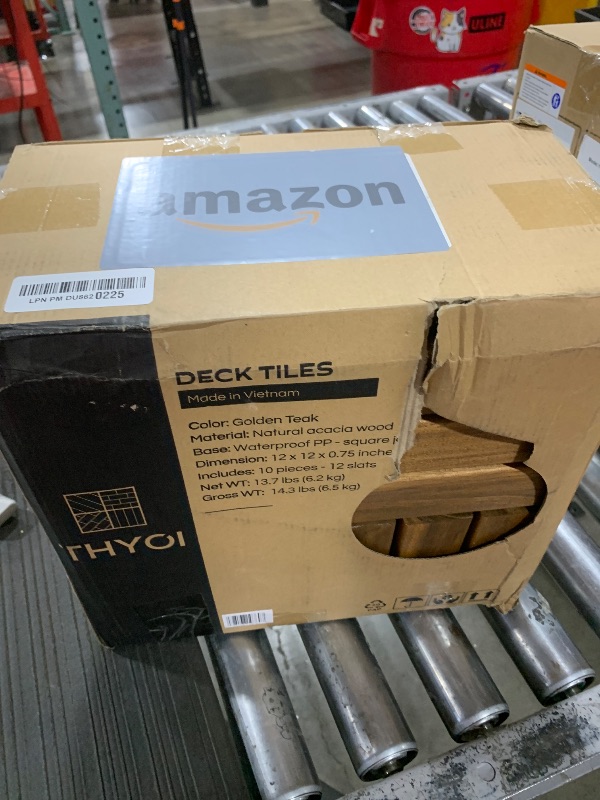 ULINE
amazon
LPN PM DUS62 0225
DECK TILES
Made in Vietnam
Color: Golden Teak
Material: Natural acacia wood
Base: Waterproof PP - square
Dimension: 12 x 12 x 0.75 inche
Includes: 10 pieces - 12 slats
Net WT: 13.7 lbs (6.2 kg)
Gross WT: 14.3 lbs (6.5 kg)
THYOI